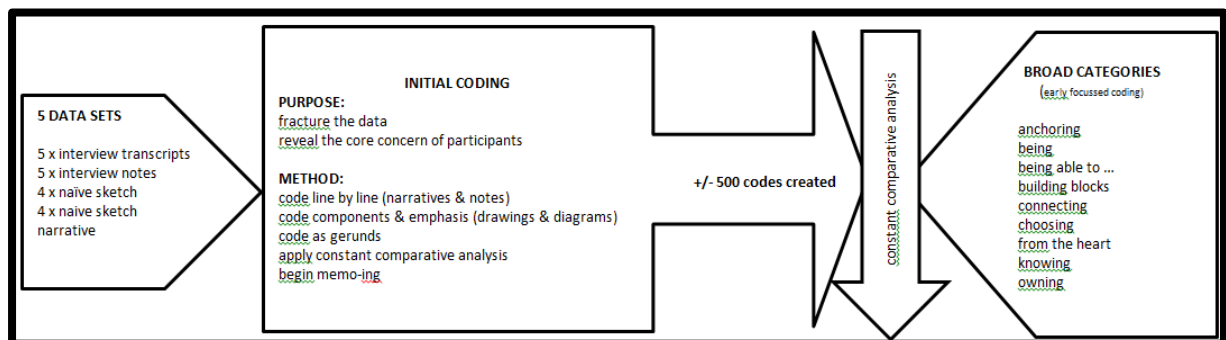 5 DATA SETS
5 x interview transcripts
5 x interview notes
4 x naïve sketch
4 x naive sketch
narrative
INITIAL CODING
PURPOSE:
fracture the data
reveal the core concern of participants
METHOD:
code line by line (narratives & notes)
code components & emphasis (drawings & diagrams)
code as gerunds
apply constant comparative analysis
begin memo-ing
+/- 500 codes created
constant comparative analysis
BROAD CATEGORIES
(early focussed coding)
anchoring
being
being able to ...
building blocks
connecting
choosing
from the heart
knowing
owning